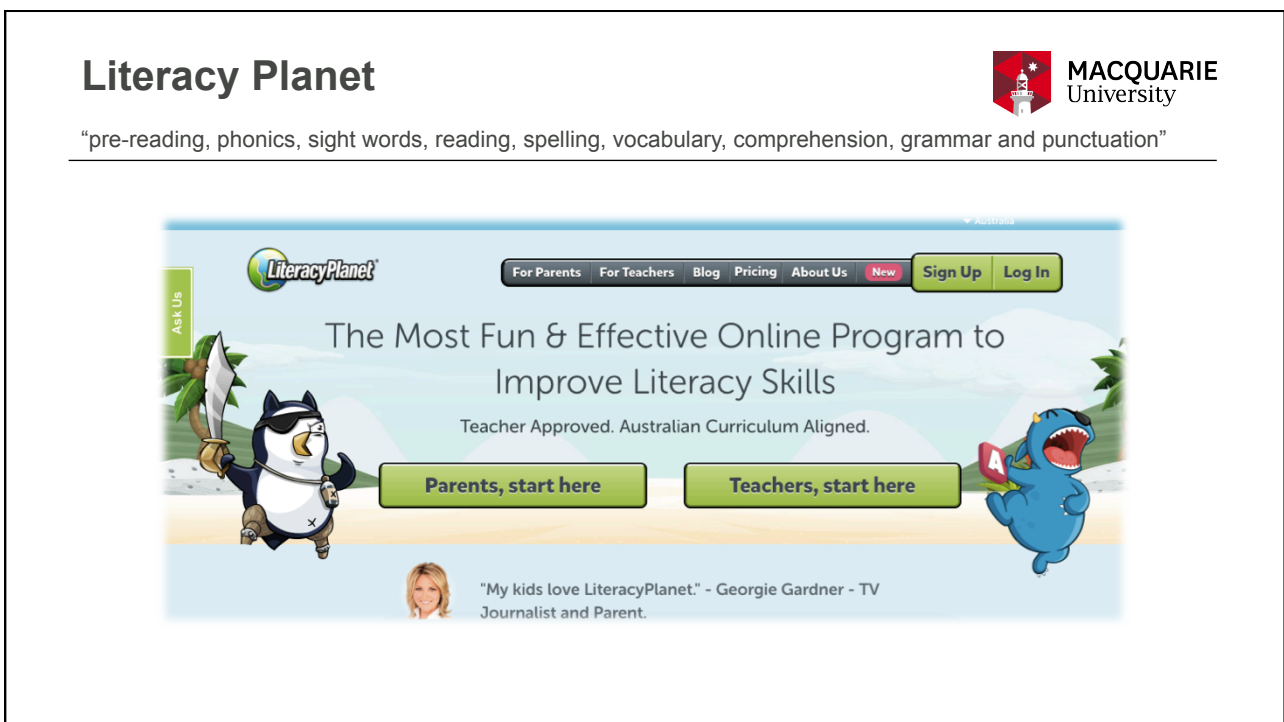 Literacy Planet
MACQUARIE
University
“pre-reading, phonics, sight words, reading, spelling, vocabulary, comprehension, grammar and punctuation”
Australia
LiteracyPlanet
For Parents For Teachers Blog Pricing About Us New Sign Up Log In
Ask Us
The Most Fun & Effective Online Program to
Improve Literacy Skills
Teacher Approved. Australian Curriculum Aligned.
Parents, start here Teachers, start here
A
"My kids love LiteracyPlanet." - Georgie Gardner - TV
Journalist and Parent.